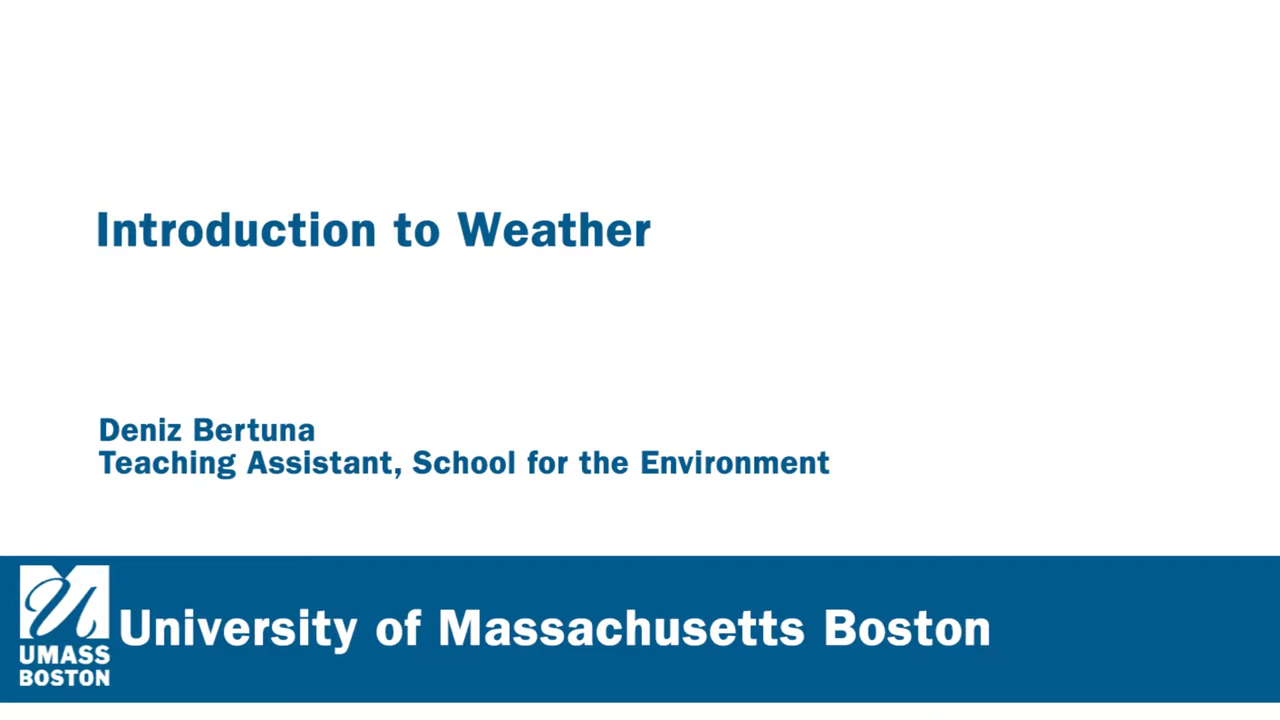 Introduction to Weather
Deniz Bertuna
Teaching Assistant, School for the Environment
UMASS
BOSTON
University of Massachusetts Boston